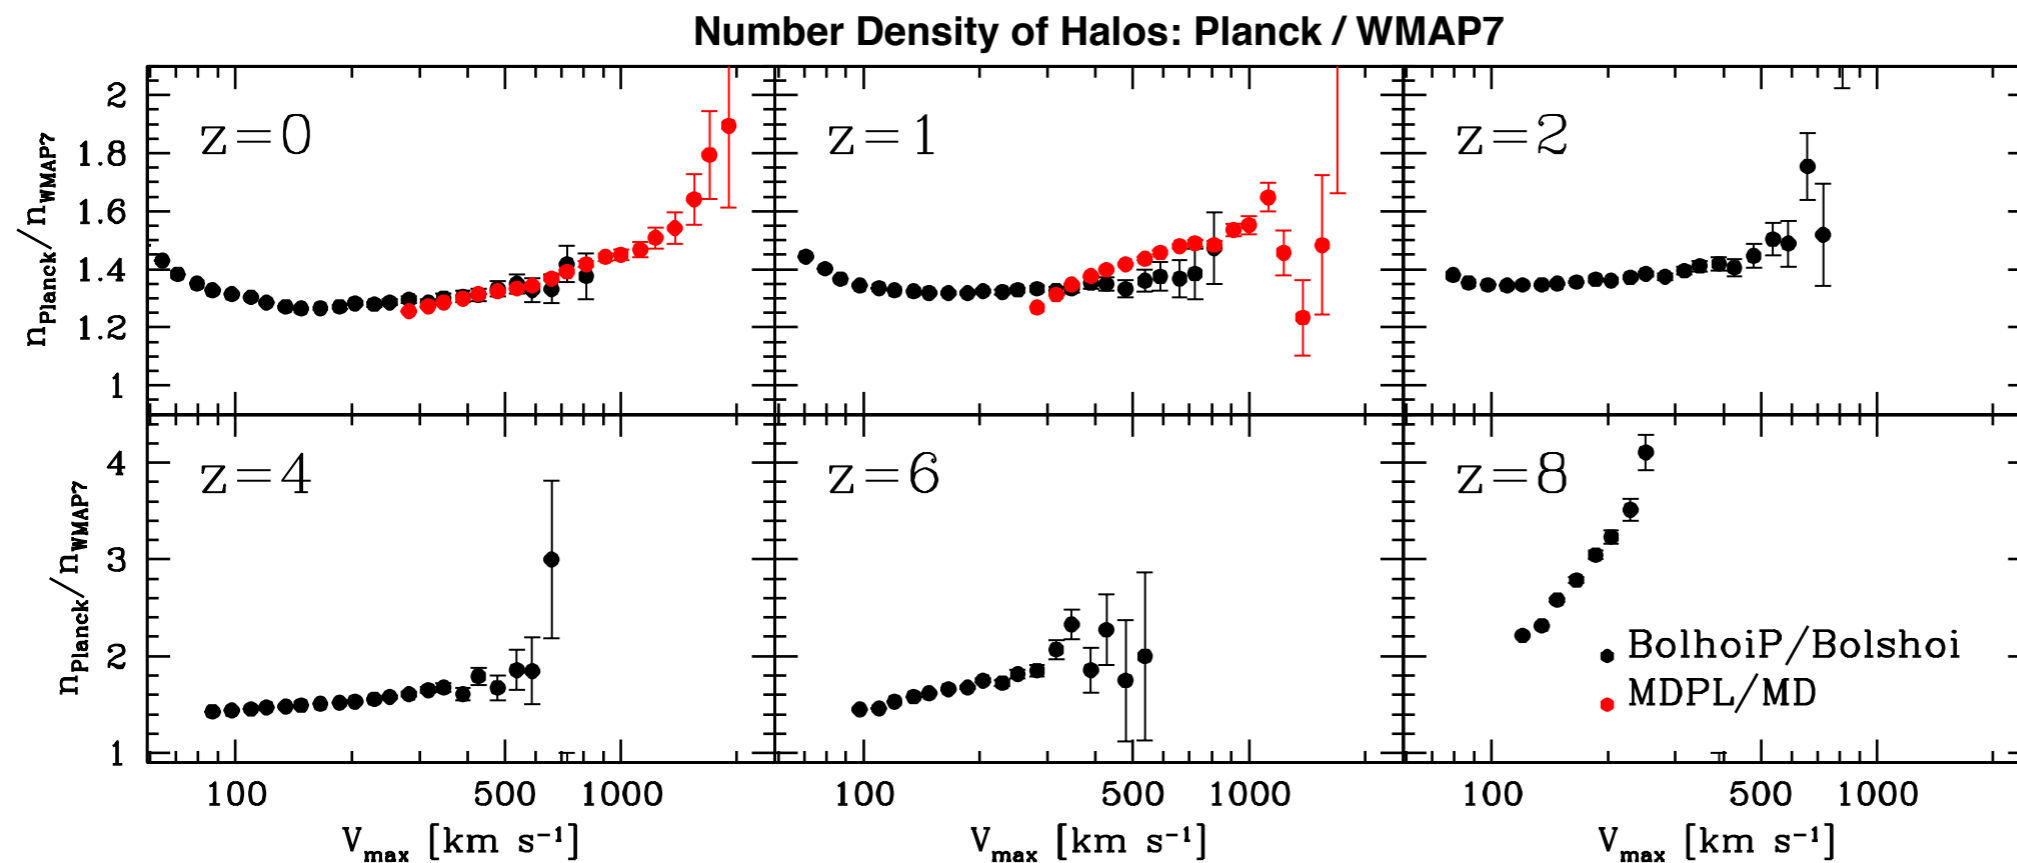 Number Density of Halos: Planck / WMAP7
n_Planck/n_WMAP7
2
1.8
1.6
1.4
1.2
1
z=0
z=1
z=2
n_Planck/n_WMAP7
4
3
2
1
z=4
z=6
z=8
BolhoiP/Bolshoi
MDPL/MD
100 500 1000
100 500 1000
100 500 1000
V_max [km s⁻¹]
V_max [km s⁻¹]
V_max [km s⁻¹]